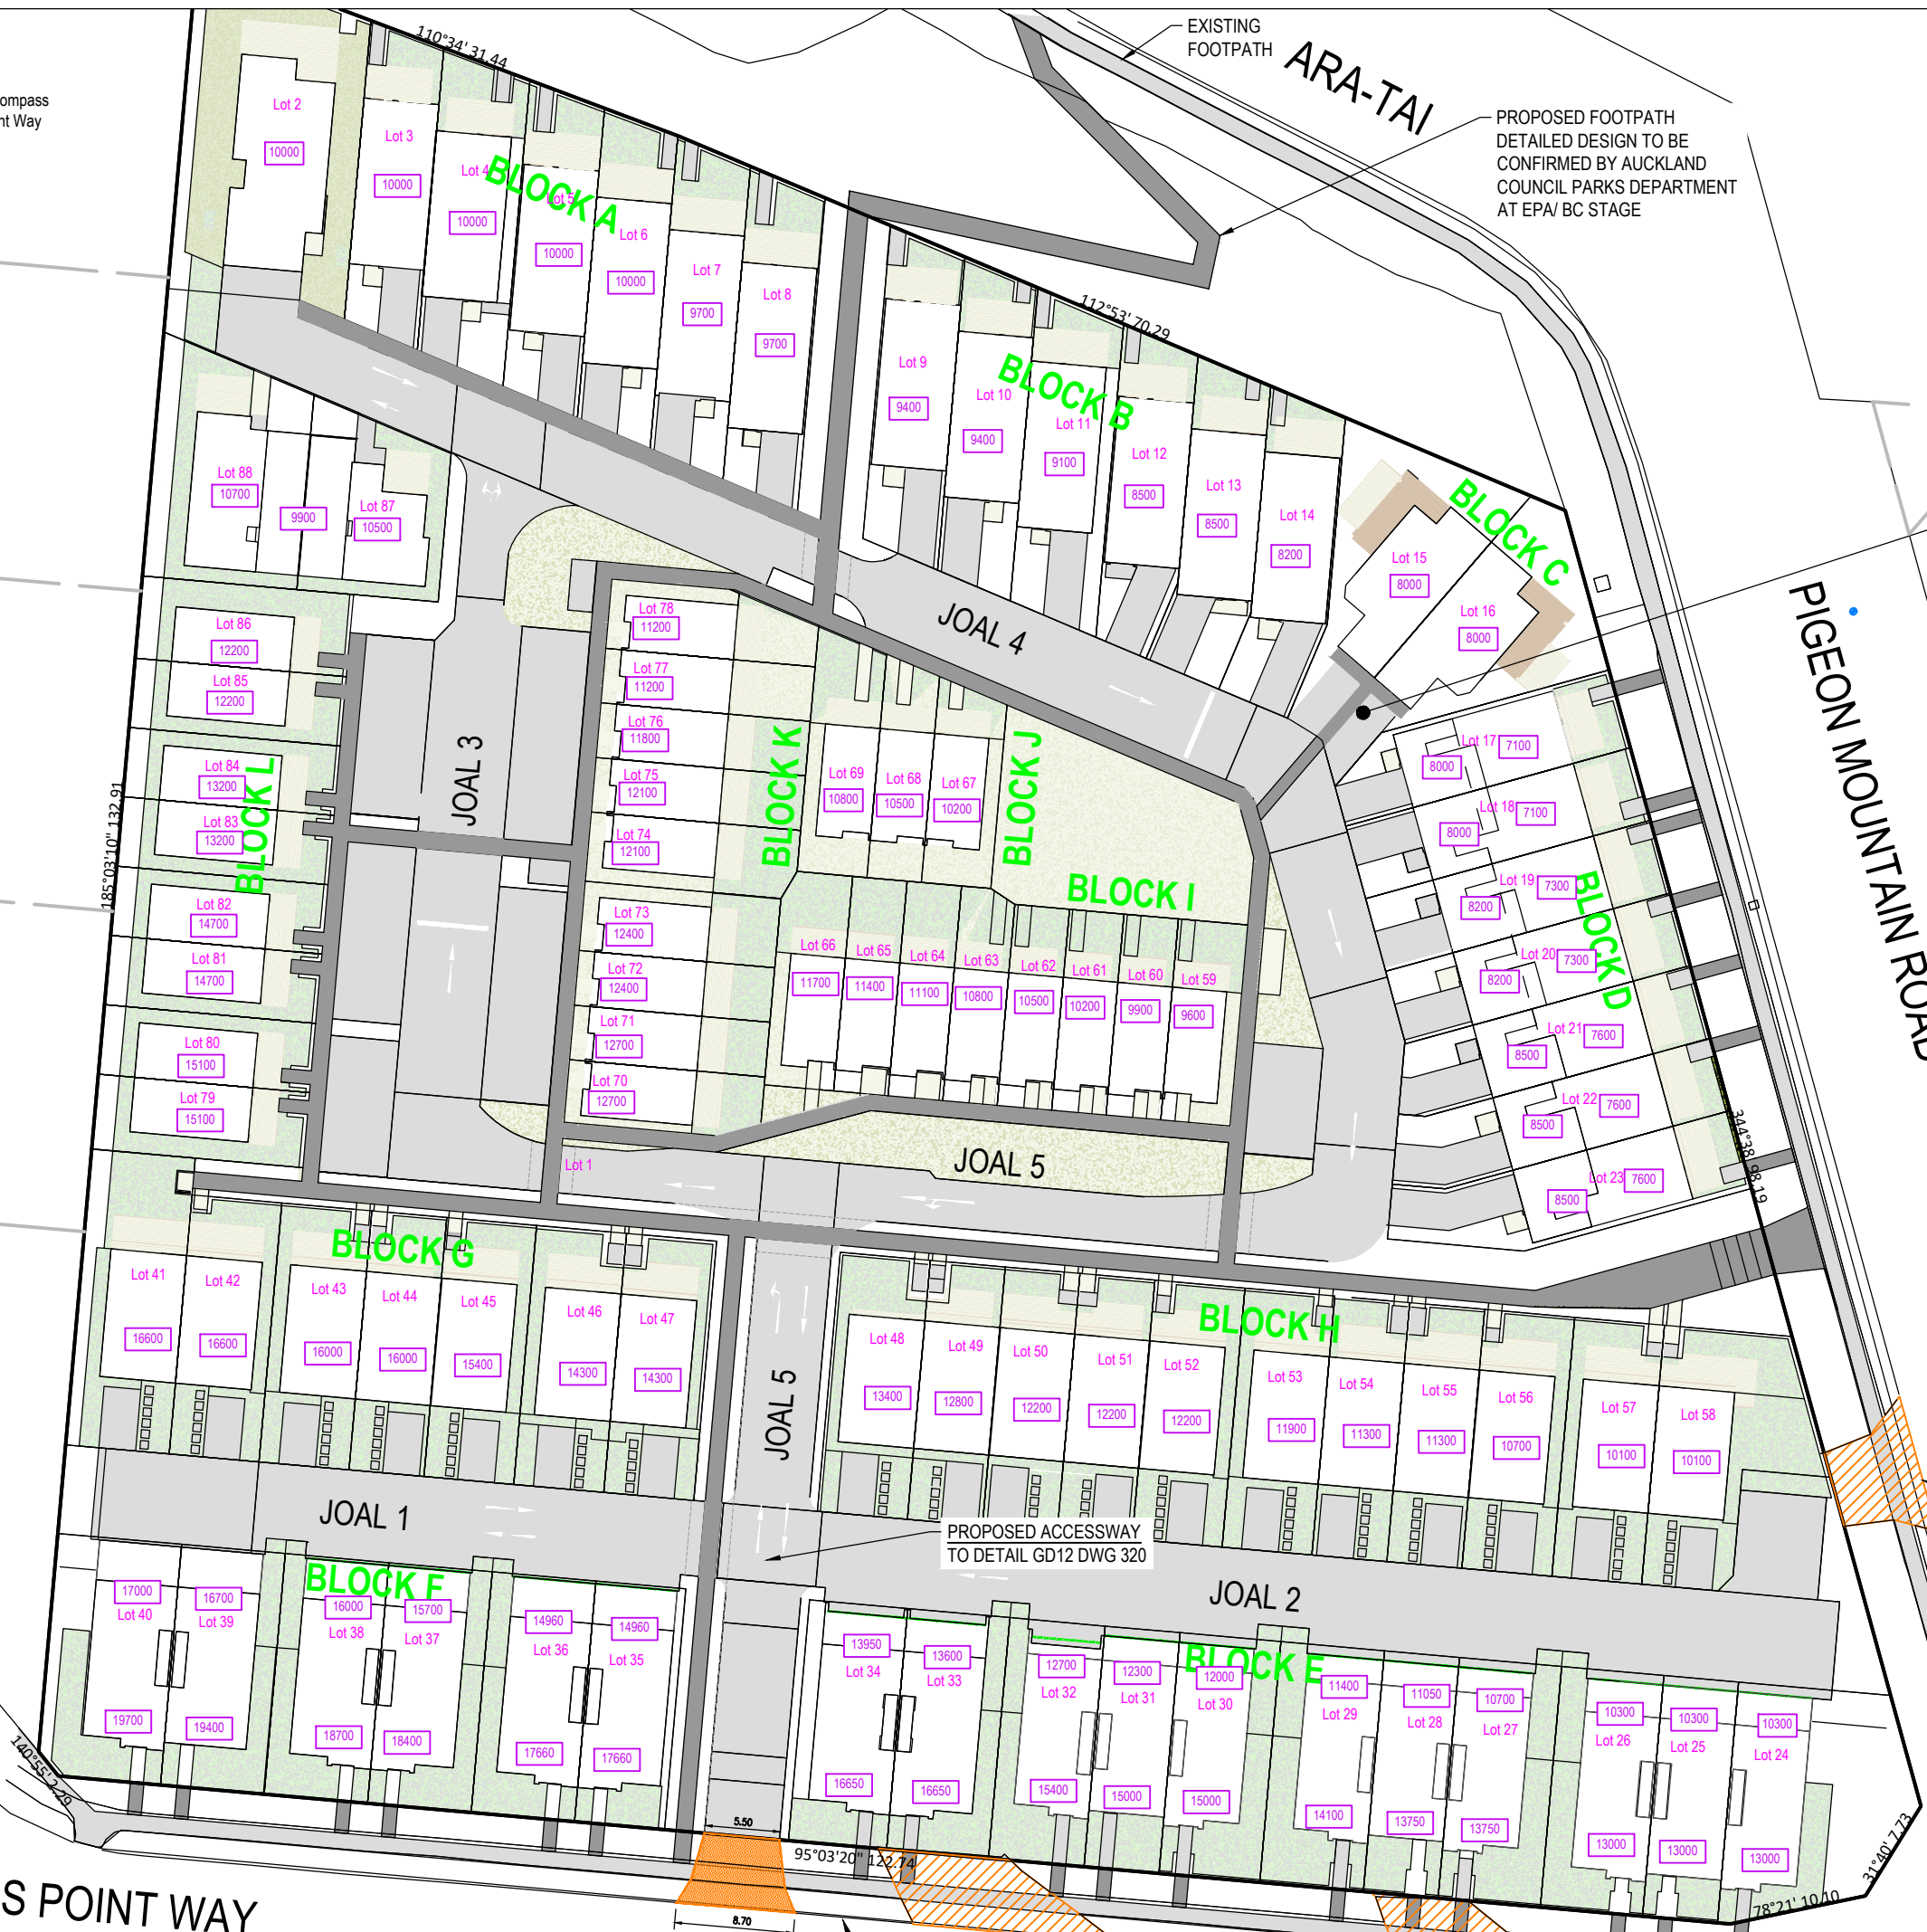 110°34' 31.44
EXISTING
FOOTPATH
ARA-TAI
PROPOSED FOOTPATH
DETAILED DESIGN TO BE
CONFIRMED BY AUCKLAND
COUNCIL PARKS DEPARTMENT
AT EPA/ BC STAGE
ompass
nt Way
Lot 2
10000
Lot 3
10000
Lot 4
10000
BLOCK A
Lot 5
10000
Lot 6
10000
Lot 7
9700
Lot 8
9700
112°53' 70.29
Lot 9
9400
Lot 10
9400
BLOCK B
Lot 11
9100
Lot 12
8500
Lot 13
8500
Lot 14
8200
BLOCK C
Lot 15
8000
Lot 16
8000
PIGEON MOUNTAIN ROAD
Lot 88
10700
9900
Lot 87
10500
JOAL 4
Lot 86
12200
Lot 85
12200
Lot 84
13200
Lot 83
13200
BLOCK L
Lot 82
14700
Lot 81
14700
Lot 80
15100
Lot 79
15100
185°03'10" 132.91
JOAL 3
Lot 78
11200
Lot 77
11200
Lot 76
11800
Lot 75
12100
Lot 74
12100
Lot 73
12400
Lot 72
12400
Lot 71
12700
Lot 70
12700
BLOCK K
Lot 69
10800
Lot 68
10500
Lot 67
10200
BLOCK J
BLOCK I
Lot 66
11700
Lot 65
11400
Lot 64
11100
Lot 63
10800
Lot 62
10500
Lot 61
10200
Lot 60
9900
Lot 59
9600
Lot 17
7100
8000
Lot 18
7100
8000
Lot 19
7300
8200
BLOCK D
Lot 20
7300
8200
Lot 21
7600
8500
Lot 22
7600
8500
Lot 23
7600
8500
344°38' 98.19
Lot 1
JOAL 5
BLOCK G
Lot 41
16600
Lot 42
16600
Lot 43
16000
Lot 44
16000
Lot 45
15400
Lot 46
14300
Lot 47
14300
JOAL 5
BLOCK H
Lot 48
13400
Lot 49
12800
Lot 50
12200
Lot 51
12200
Lot 52
12200
Lot 53
11900
Lot 54
11300
Lot 55
11300
Lot 56
10700
Lot 57
10100
Lot 58
10100
JOAL 1
PROPOSED ACCESSWAY
TO DETAIL GD12 DWG 320
JOAL 2
BLOCK F
17000
Lot 40
19700
16700
Lot 39
19400
16000
Lot 38
18700
15700
Lot 37
18400
14960
Lot 36
17660
14960
Lot 35
17660
13950
Lot 34
16650
13600
Lot 33
16650
BLOCK E
12700
Lot 32
15400
12300
Lot 31
15000
12000
Lot 30
15000
11400
Lot 29
14100
11050
Lot 28
13750
10700
Lot 27
13750
10300
Lot 26
13000
10300
Lot 25
13000
10300
Lot 24
13000
140°55' 2.29
5.50
95°03'20" 122.74
8.70
78°21' 10.10
31°40' 7.73
S POINT WAY